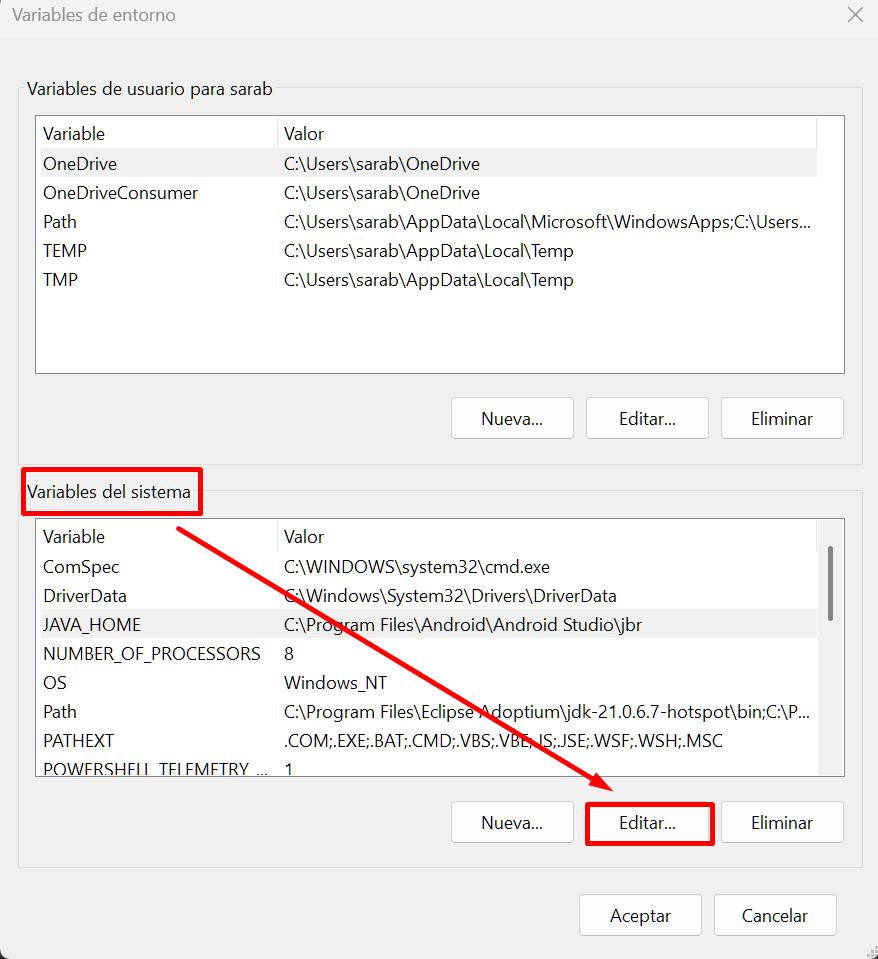 Variables de entorno
Variables de usuario para sarab
Variable Valor
OneDrive C:\Users\sarab\OneDrive
OneDriveConsumer C:\Users\sarab\OneDrive
Path C:\Users\sarab\AppData\Local\Microsoft\WindowsApps;C:\Users...
TEMP C:\Users\sarab\AppData\Local\Temp
TMP C:\Users\sarab\AppData\Local\Temp
Nueva... Editar... Eliminar
Variables del sistema
Variable Valor
ComSpec C:\WINDOWS\system32\cmd.exe
DriverData C:\Windows\System32\Drivers\DriverData
JAVA_HOME C:\Program Files\Android\Android Studio\jbr
NUMBER_OF_PROCESSORS 8
OS Windows_NT
Path C:\Program Files\Eclipse Adoptium\jdk-21.0.6.7-hotspot\bin;C:\P...
PATHEXT .COM;.EXE;.BAT;.CMD;.VBS;.VBE;.JS;.JSE;.WSF;.WSH;.MSC
POWERSHELL_TELEMETRY_... 1
Nueva... Editar... Eliminar
Aceptar Cancelar